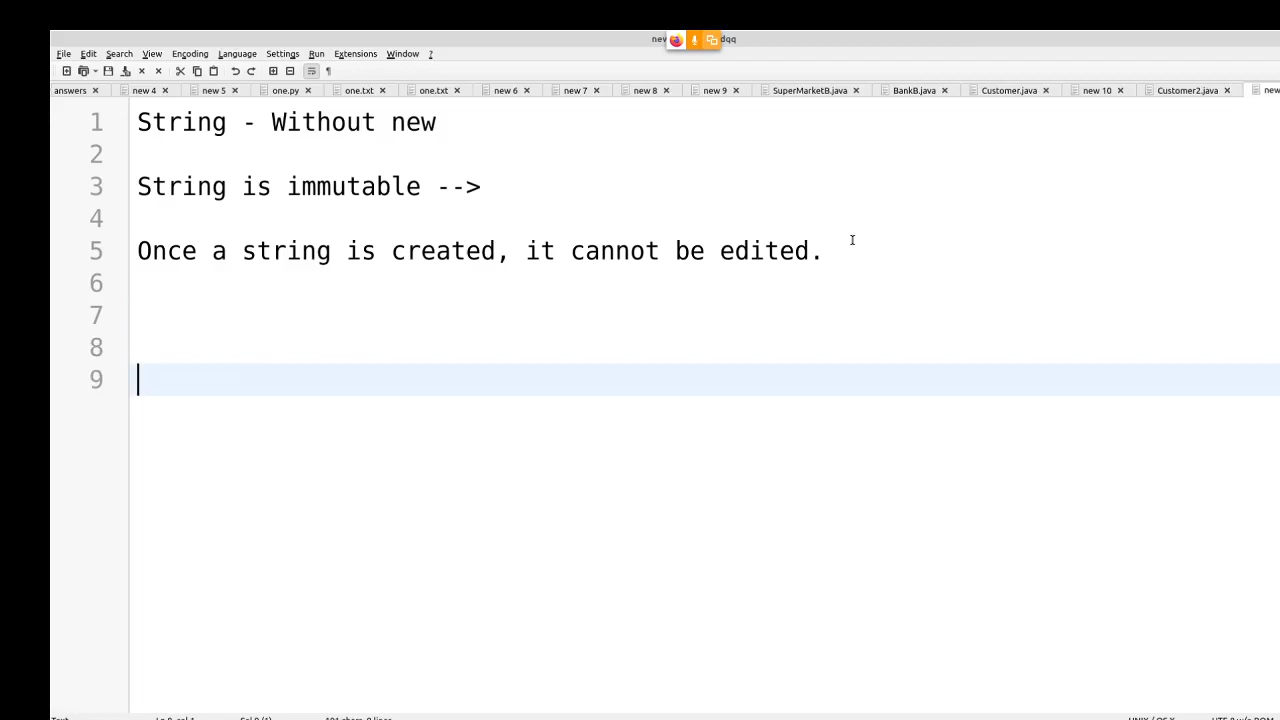 new dqq
File Edit Search View Encoding Language Settings Run Extensions Window ?
answers new 4 new 5 one.py one.txt one.txt new 6 new 7 new 8 new 9 SuperMarketB.java BankB.java Customer.java new 10 Customer2.java new
1 String - Without new
2
3 String is immutable -->
4
5 Once a string is created, it cannot be edited.
6
7
8
9